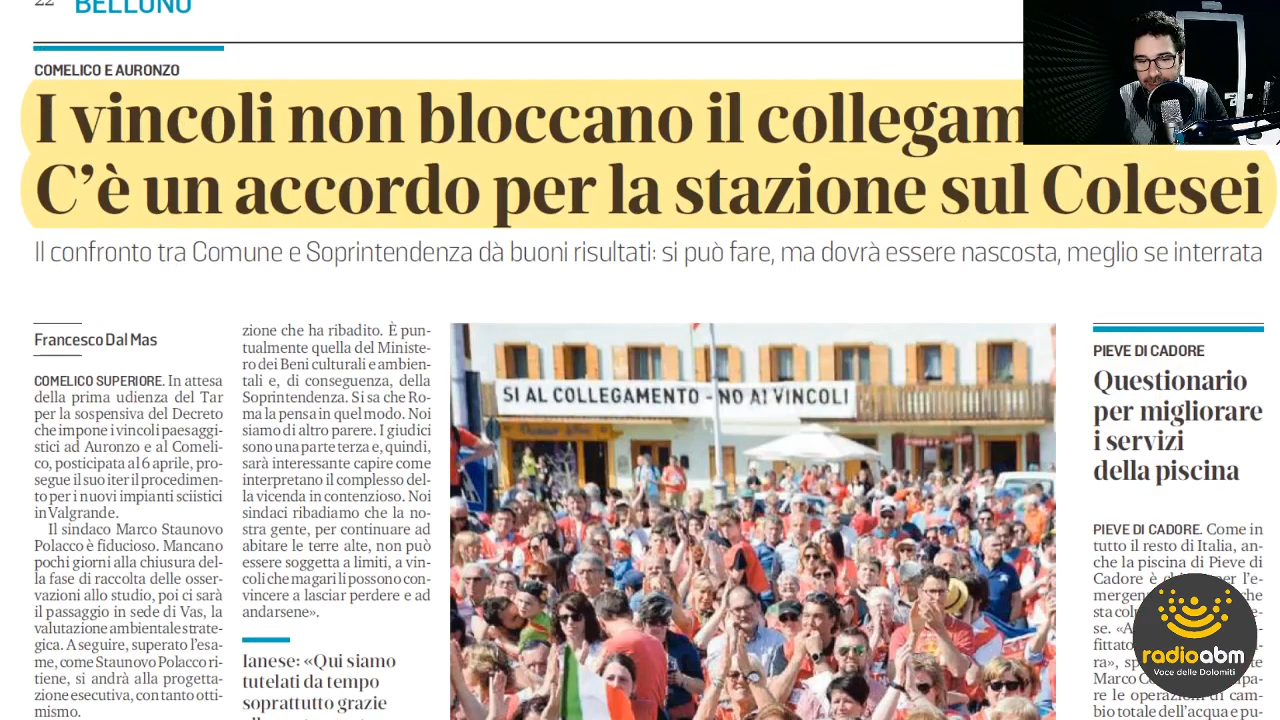 22 BELLUNO
COMELICO E AURONZO
I vincoli non bloccano il
C'è un accordo per la stazione sul Colesei
Il confronto tra Comune e Soprintendenza dà buoni risultati: si può fare, ma dovrà essere nascosta, meglio se interrata
Francesco Dal Mas
COMELICO SUPERIORE. In attesa
della prima udienza del Tar
per la sospensiva del Decreto
che impone i vincoli paesaggi-
stici ad Auronzo e al Comeli-
co, posticipata al 6 aprile, pro-
segue il suo iter il procedimen-
to per i nuovi impianti sciistici
in Valgrande.
Il sindaco Marco Staunovo
Polacco è fiducioso. Mancano
pochi giorni alla chiusura del-
la fase di raccolta delle osser-
vazioni allo studio, poi ci sarà
il passaggio in sede di Vas, la
valutazione ambientale strate-
gica. A seguire, superato l'esa-
me, come Staunovo Polacco ri-
tiene, si andrà alla progetta-
zione esecutiva, con tanto otti-
mismo.
zione che ha ribadito. È pun-
tualmente quella del Ministe-
ro dei Beni culturali e ambien-
tali e, di conseguenza, della
Soprintendenza. Si sa che Ro-
ma la pensa in quel modo. Noi
siamo di altro parere. I giudici
sono una parte terza e, quindi,
sarà interessante capire come
interpretano il complesso del-
la vicenda in contenzioso. Noi
sindaci ribadiamo che la no-
stra gente, per continuare ad
abitare le terre alte, non può
essere soggetta a limiti, a vin-
coli che magari li possono con-
vincere a lasciar perdere e ad
andarsene».
Ianese: «Qui siamo
tutelati da tempo
soprattutto grazie
SI AL COLLEGAMENTO - NO AI VINCOLI
PIEVE DI CADORE
Questionario
per migliorare
i servizi
della piscina
PIEVE DI CADORE. Come in
tutto il resto di Italia, an-
che la piscina di Pieve di
Cadore è per l'e-
che
sta
se.
Marco
re le operazioni di cam-
bio totale dell'acqua e pu-
radioabm
Voce delle Dolomiti